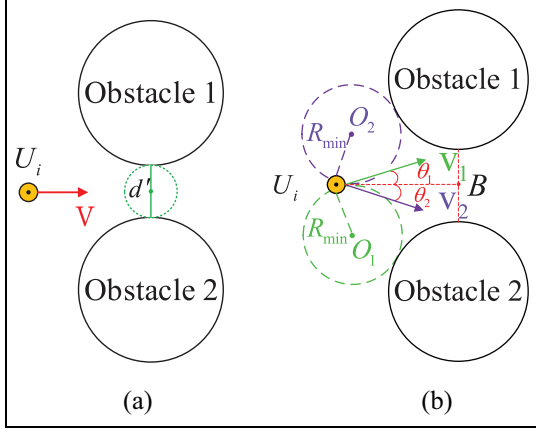 Obstacle 1
U_i
V
d'
Obstacle 2
(a)
Obstacle 1
R_min
O_2
U_i
V_1
θ_1
θ_2
B
V_2
R_min
O_1
Obstacle 2
(b)